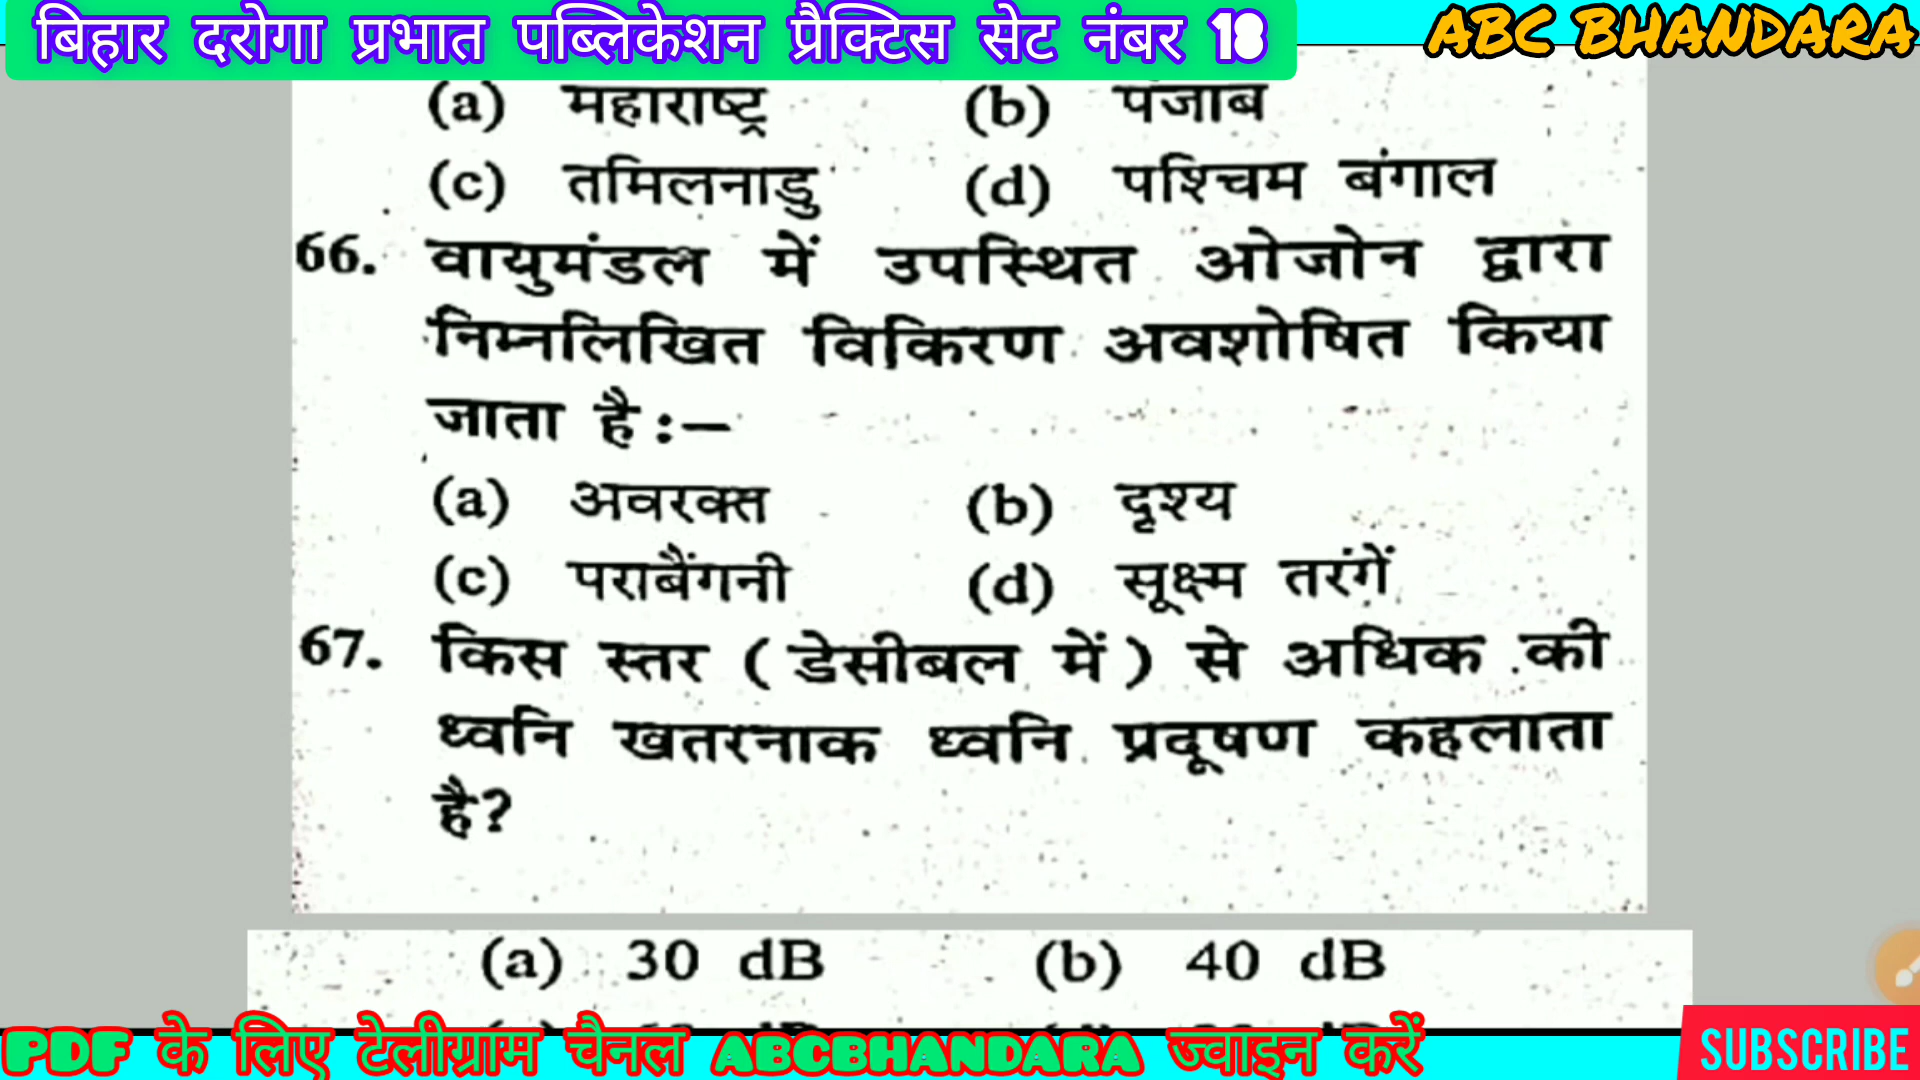 बिहार दरोगा प्रभात पब्लिकेशन प्रैक्टिस सेट नंबर 18
ABC BHANDARA
(a) महाराष्ट्र (b) पंजाब
(c) तमिलनाडु (d) पश्चिम बंगाल
66. वायुमंडल में उपस्थित ओजोन द्वारा
निम्नलिखित विकिरण अवशोषित किया
जाता है :—
(a) अवरक्त (b) दृश्य
(c) पराबैंगनी (d) सूक्ष्म तरंगें
67. किस स्तर ( डेसीबल में ) से अधिक की
ध्वनि खतरनाक ध्वनि प्रदूषण कहलाता
है?
(a) 30 dB (b) 40 dB
PDF के लिए टेलीग्राम चैनल ABCBHANDARA ज्वाइन करें
SUBSCRIBE